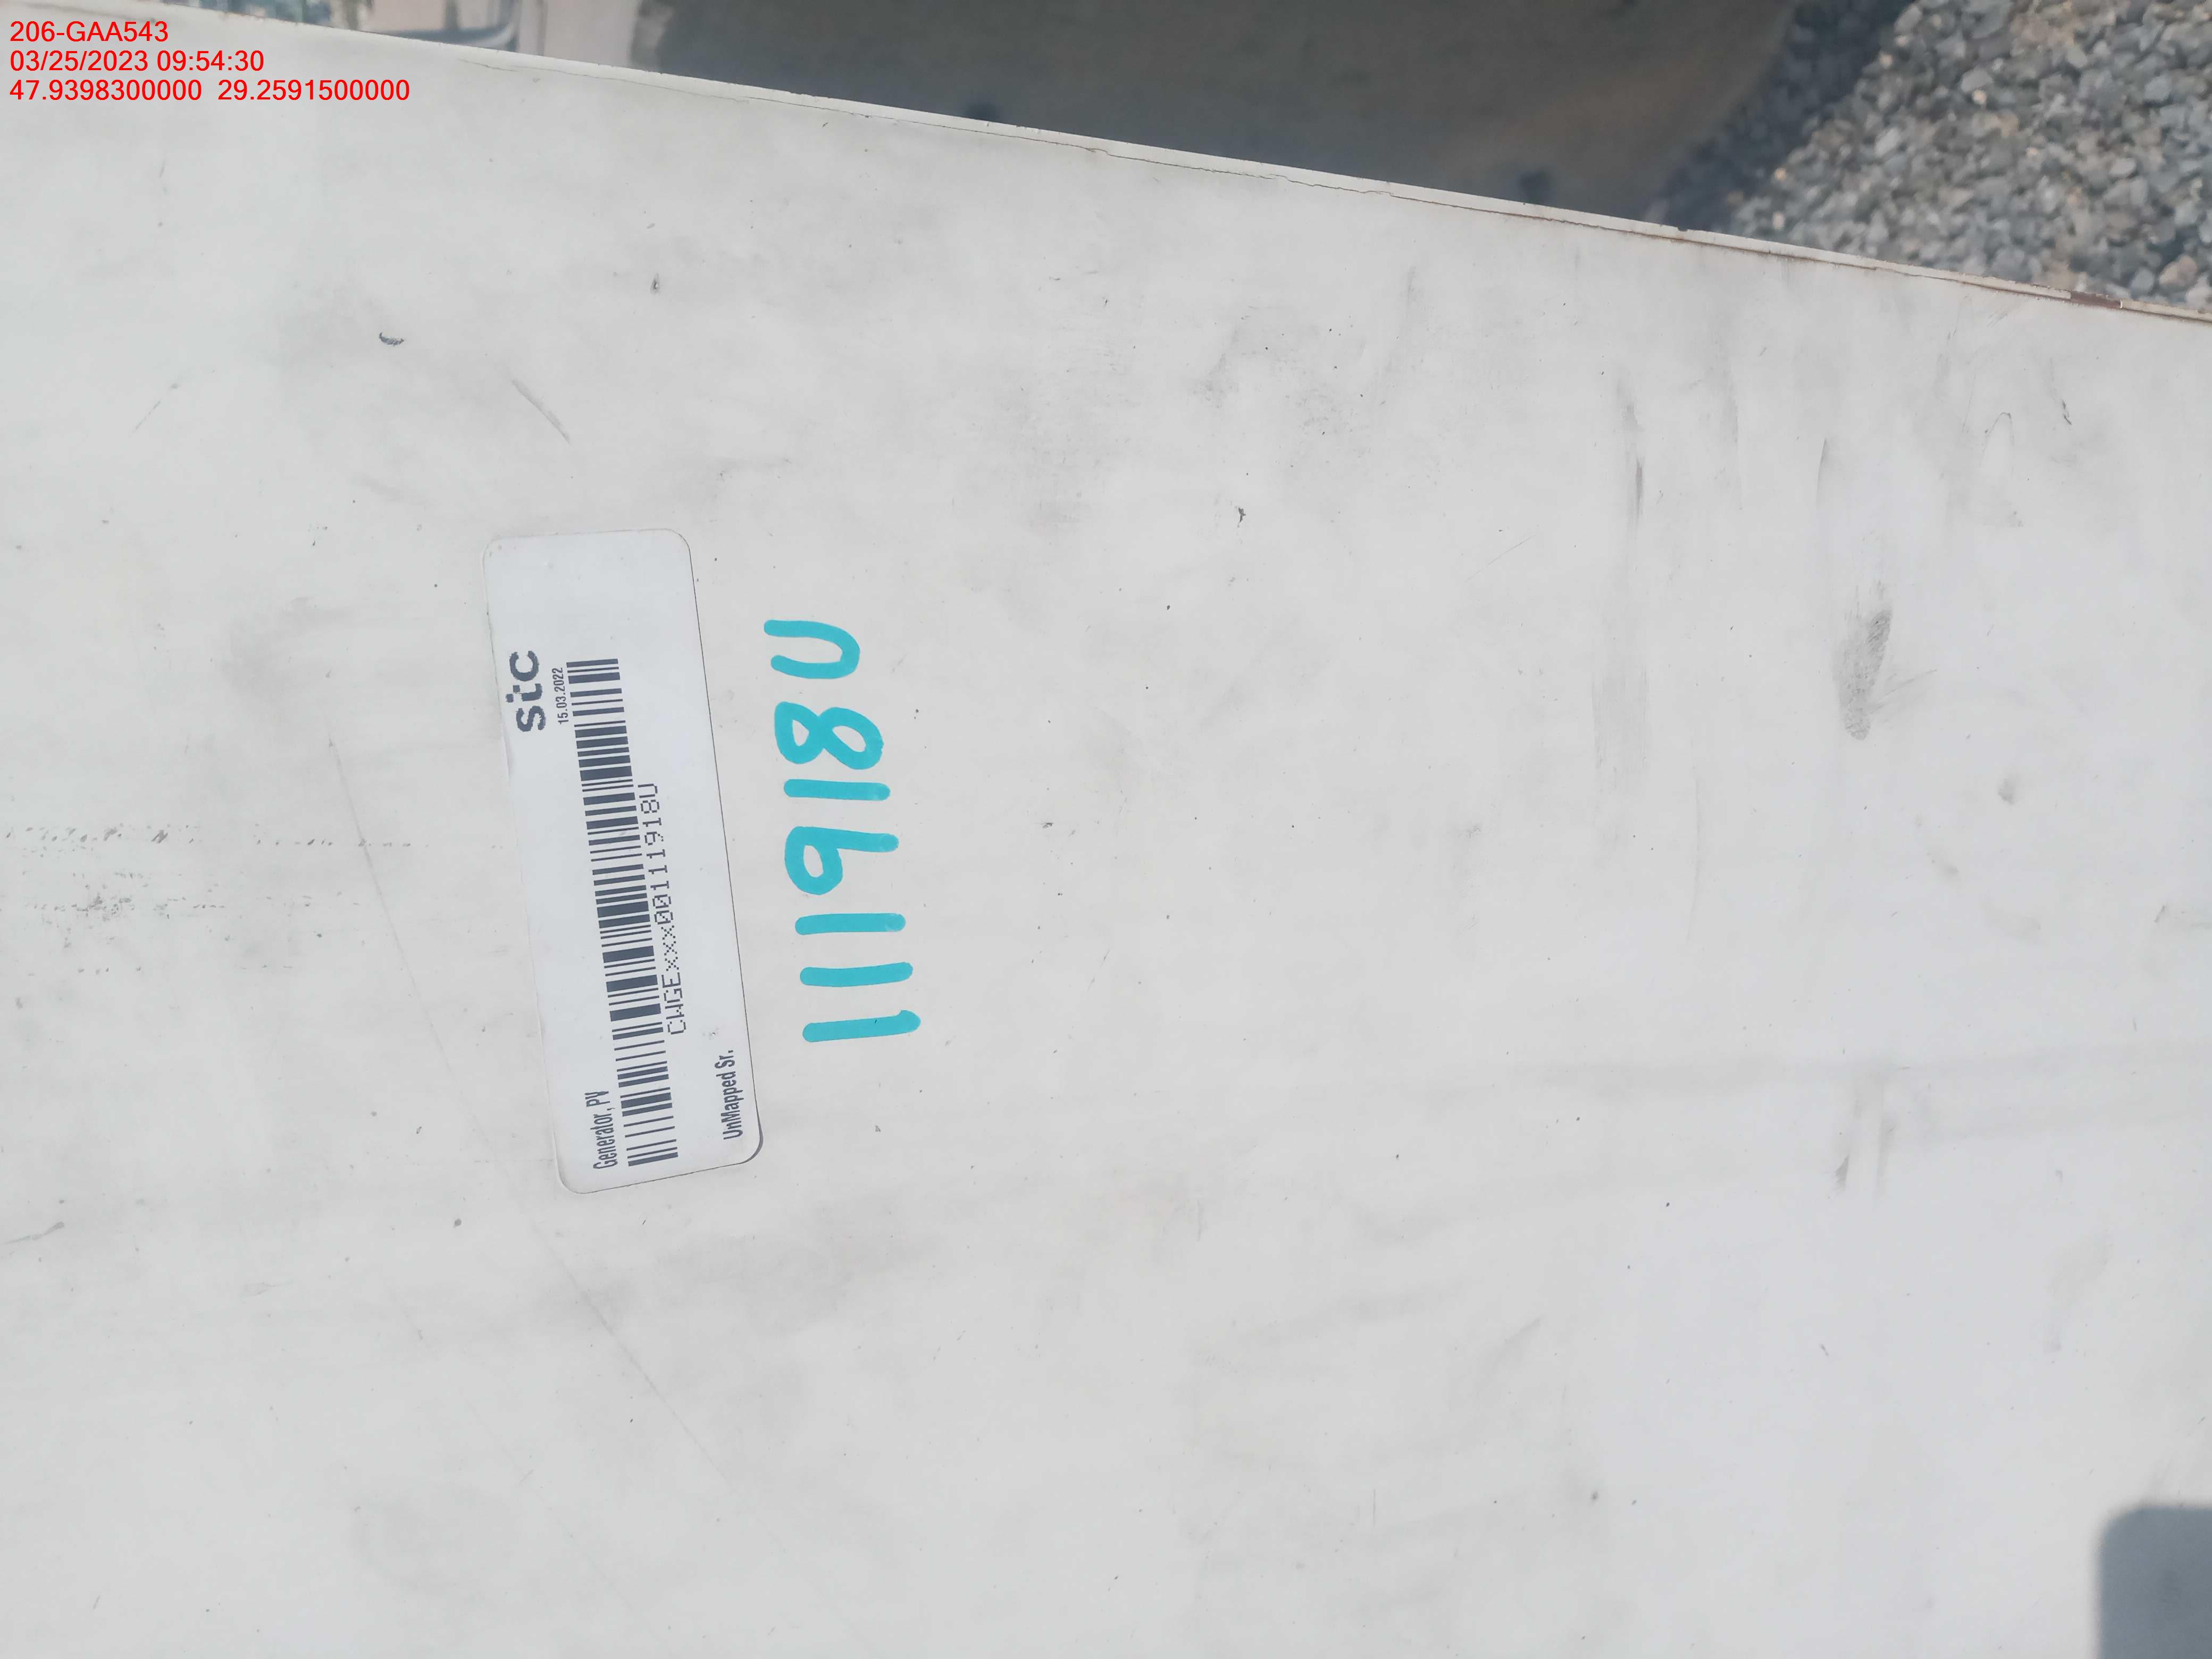 206-GAA543
03/25/2023 09:54:30
47.9398300000 29.2591500000
stc
15.03.2022
Generator, PV
CWGExxxx00111918U
UnMapped Sr.
111918U